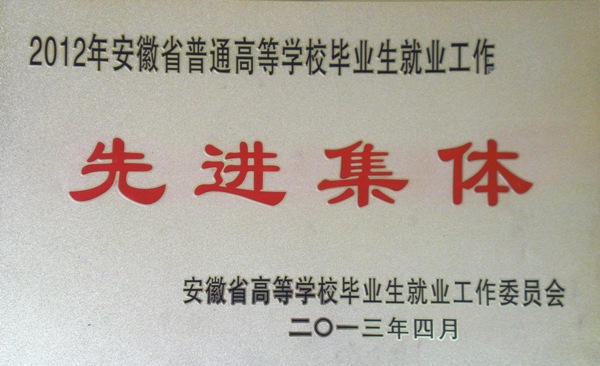 2012年安徽省普通高等学校毕业生就业工作
先进集体
安徽省高等学校毕业生就业工作委员会
二〇一三年四月